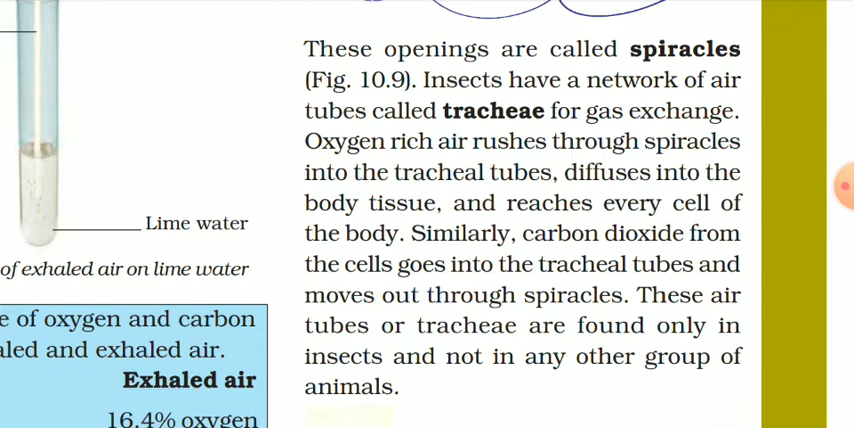 Lime water
of exhaled air on lime water
e of oxygen and carbon
aled and exhaled air.
Exhaled air
16.4% oxygen
These openings are called spiracles
(Fig. 10.9). Insects have a network of air
tubes called tracheae for gas exchange.
Oxygen rich air rushes through spiracles
into the tracheal tubes, diffuses into the
body tissue, and reaches every cell of
the body. Similarly, carbon dioxide from
the cells goes into the tracheal tubes and
moves out through spiracles. These air
tubes or tracheae are found only in
insects and not in any other group of
animals.